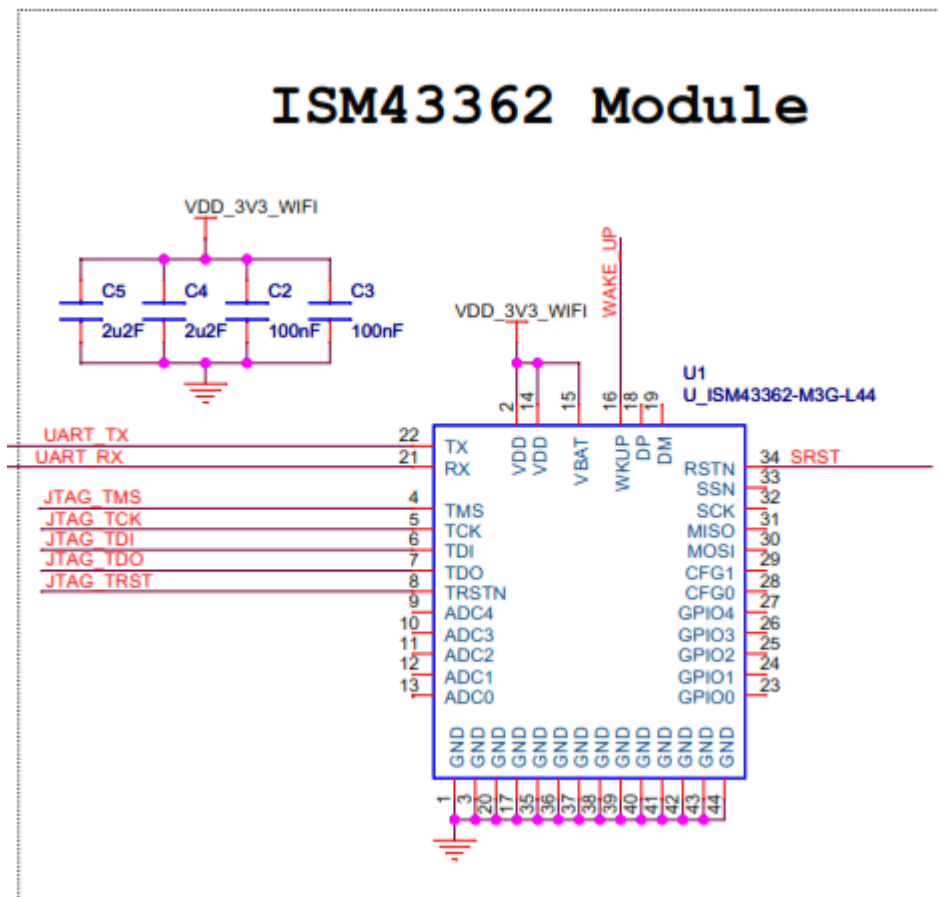 ISM43362 Module
VDD_3V3_WIFI
C5 C4 C2 C3
2u2F 2u2F 100nF 100nF
WAKE_UP
VDD_3V3_WIFI
U1
U_ISM43362-M3G-L44
2 14 15 16 18 19
VDD VDD VBAT WKUP DP DM
UART_TX 22 TX
UART_RX 21 RX
JTAG_TMS 4 TMS
JTAG_TCK 5 TCK
JTAG_TDI 6 TDI
JTAG_TDO 7 TDO
JTAG_TRST 8 TRSTN
9 ADC4
10 ADC3
11 ADC2
12 ADC1
13 ADC0
RSTN 34 SRST
SSN 33
SCK 32
MISO 31
MOSI 30
CFG1 29
CFG0 28
GPIO4 27
GPIO3 26
GPIO2 25
GPIO1 24
GPIO0 23
GND GND GND GND GND GND GND GND GND GND GND GND GND GND
1 3 20 17 35 36 37 38 39 40 41 42 43 44